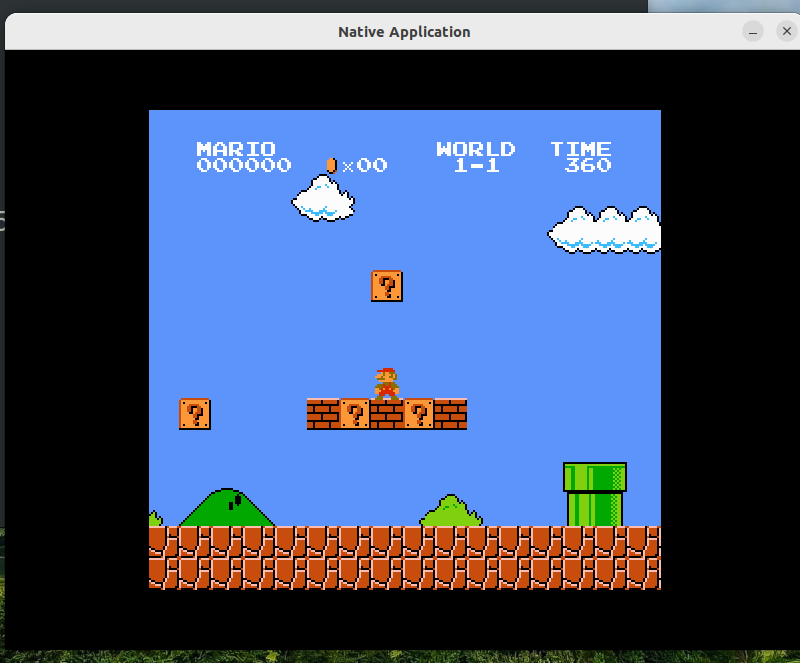 Native Application
MARIO WORLD TIME
000000 ×00 1-1 360
?
? ? ?